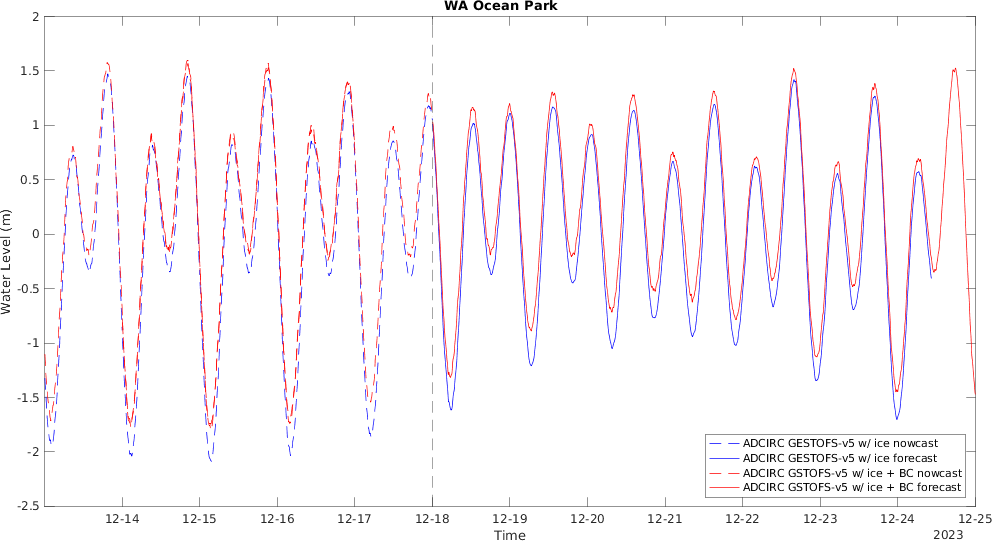 WA Ocean Park
2
1.5
1
0.5
0
-0.5
-1
-1.5
-2
-2.5
Water Level (m)
ADCIRC GESTOFS-v5 w/ ice nowcast
ADCIRC GESTOFS-v5 w/ ice forecast
ADCIRC GSTOFS-v5 w/ ice + BC nowcast
ADCIRC GSTOFS-v5 w/ ice + BC forecast
12-14 12-15 12-16 12-17 12-18 12-19 12-20 12-21 12-22 12-23 12-24 12-25
Time
2023